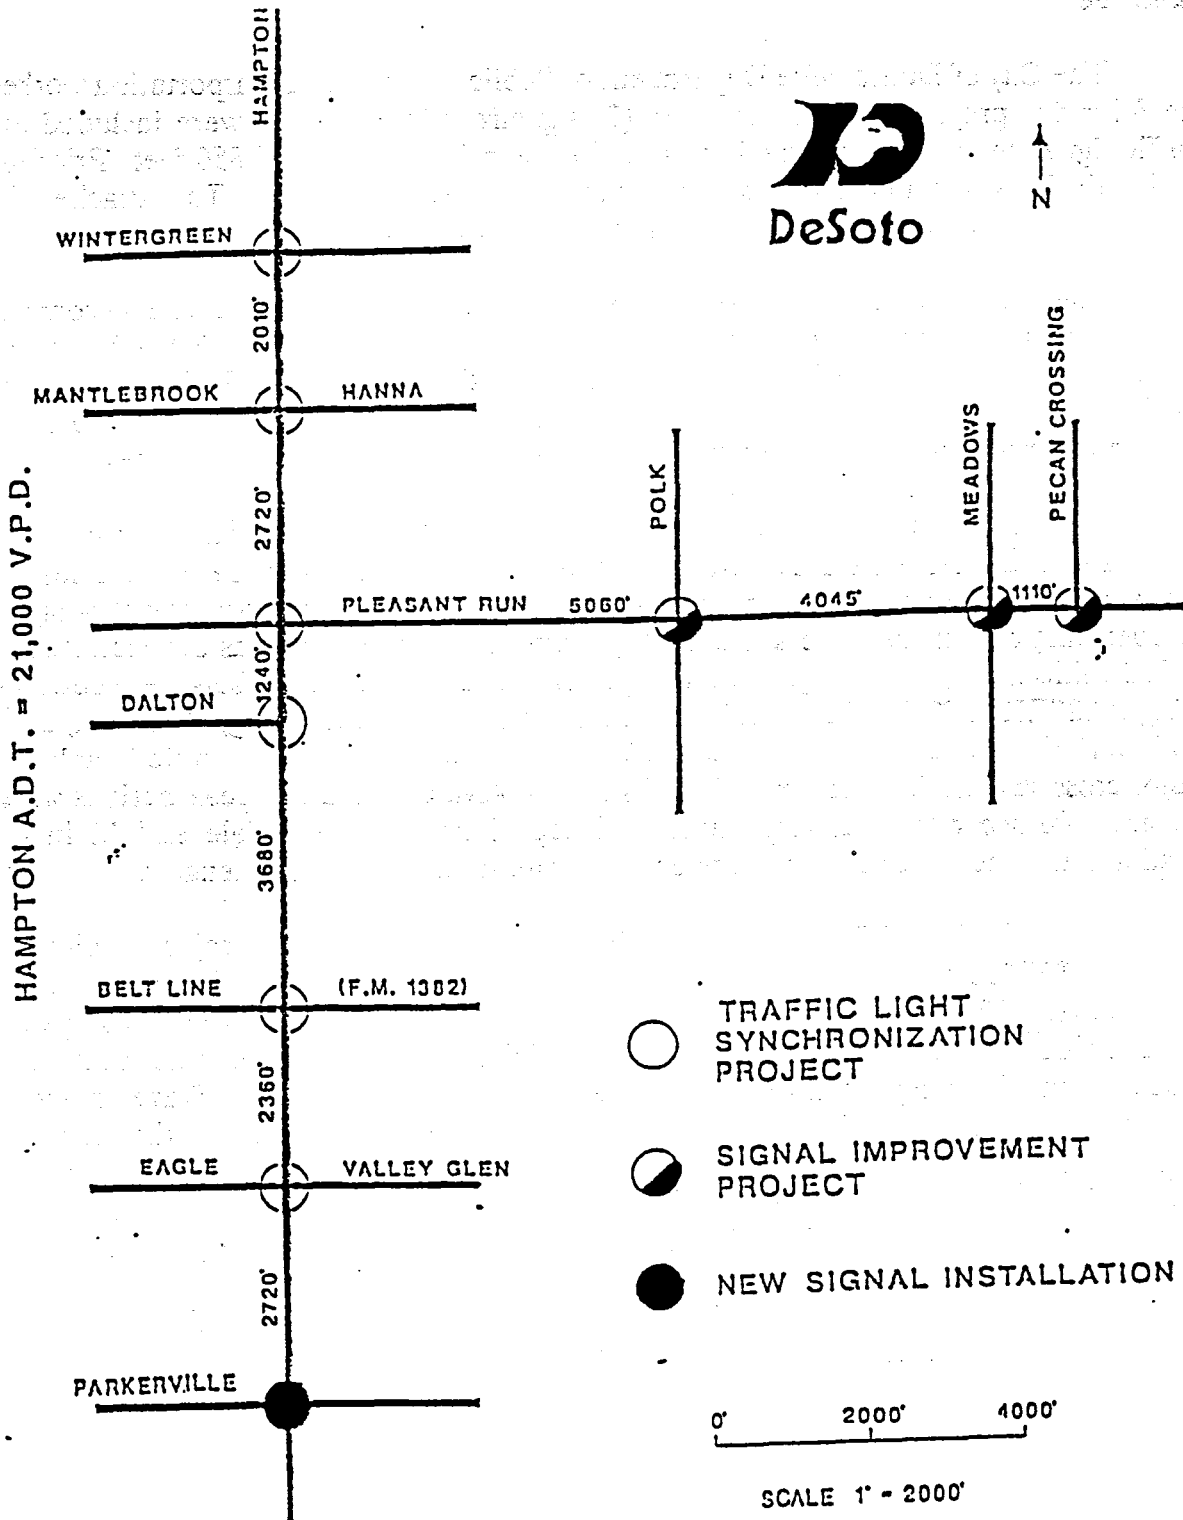 HAMPTON
DeSoto
N
WINTERGREEN
2010'
MANTLEBROOK
HANNA
PECAN CROSSING
MEADOWS
POLK
2720'
HAMPTON A.D.T. = 21,000 V.P.D.
PLEASANT RUN
5060'
4045'
1110'
1240'
DALTON
3680'
BELT LINE
(F.M. 1382)
TRAFFIC LIGHT
SYNCHRONIZATION
PROJECT
2360'
EAGLE
VALLEY GLEN
SIGNAL IMPROVEMENT
PROJECT
2720'
NEW SIGNAL INSTALLATION
PARKERVILLE
0' 2000' 4000'
SCALE 1" = 2000'